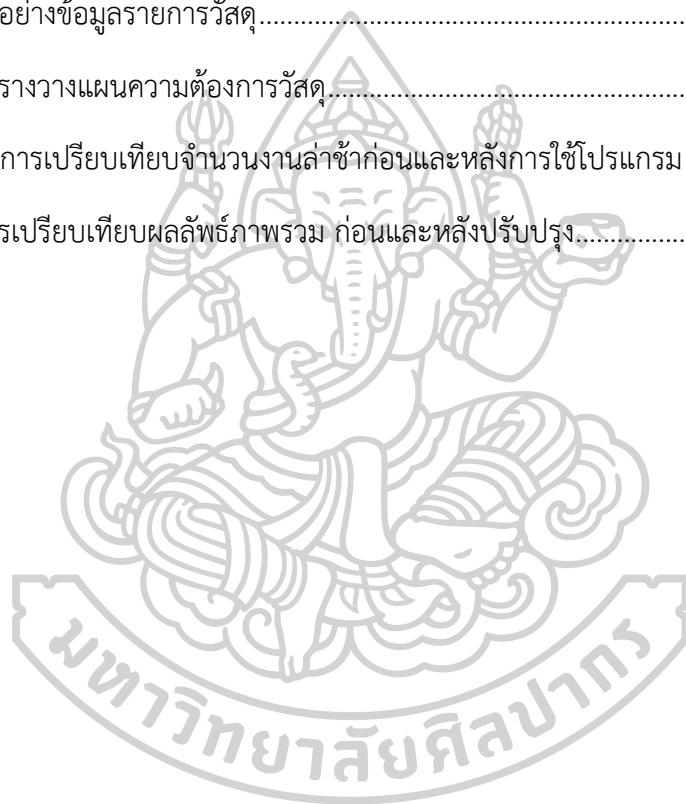 อย่างข้อมูลรายการวัสดุ................................................................................
รางวางแผนความต้องการวัสดุ....................................................................
การเปรียบเทียบจำนวนงานล่าช้าก่อนและหลังการใช้โปรแกรม
รเปรียบเทียบผลลัพธ์ภาพรวม ก่อนและหลังปรับปรุง................
มหาวิทยาลัยศิลปากร